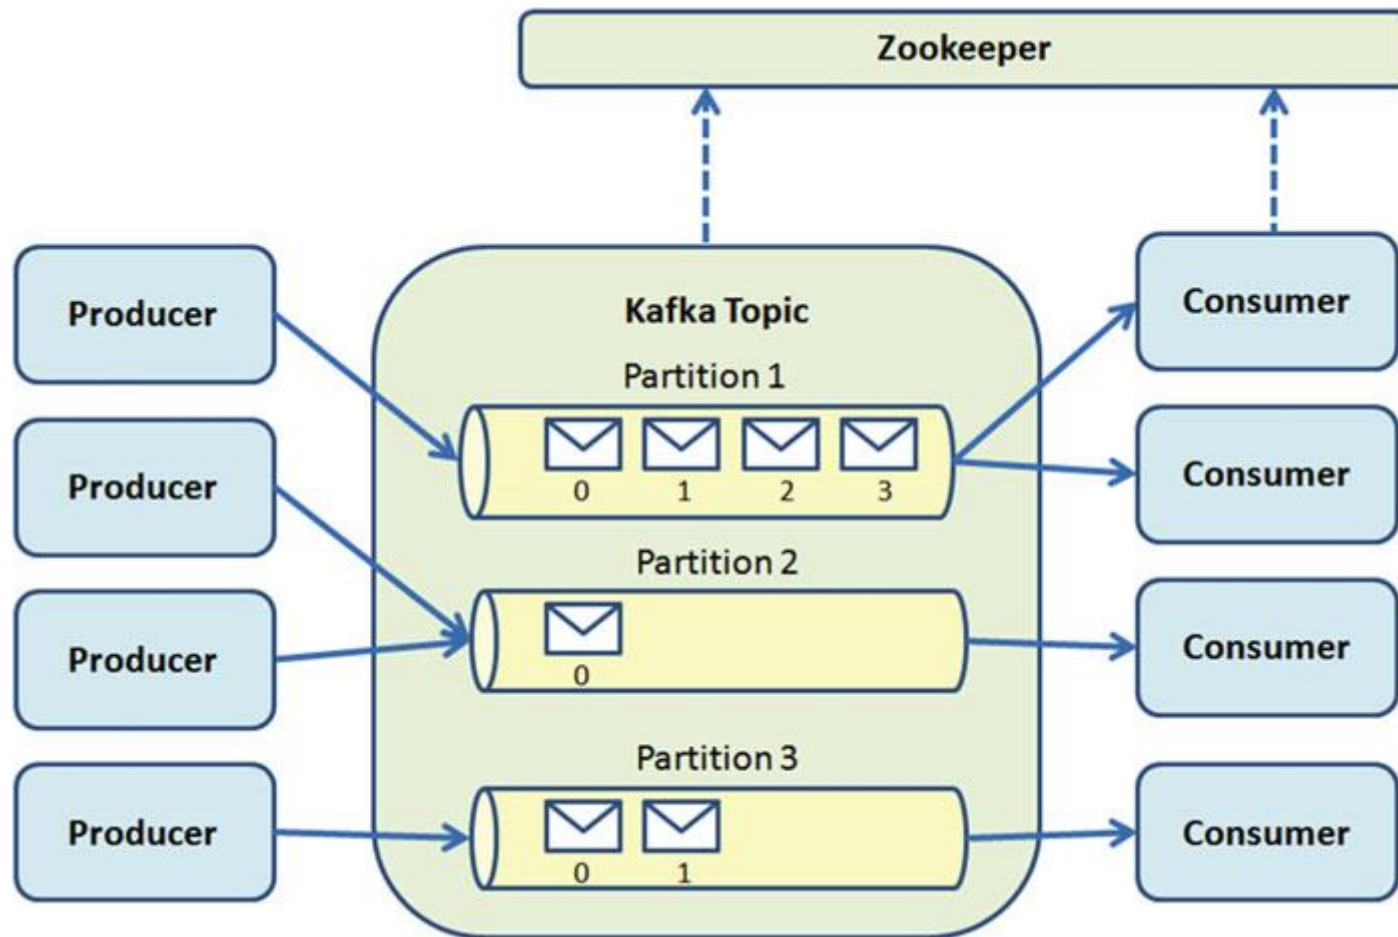 Zookeeper
Producer
Producer
Producer
Producer
Kafka Topic
Partition 1
0 1 2 3
Partition 2
0
Partition 3
0 1
Consumer
Consumer
Consumer
Consumer